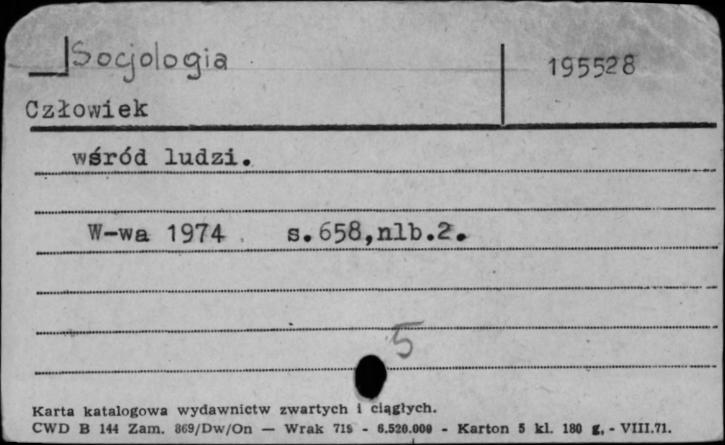 Socjologia
195528
Człowiek
wśród ludzi.
W-wa 1974 s.658,nlb.2.
5
Karta katalogowa wydawnictw zwartych i ciągłych.
CWD B 144 Zam. 869/Dw/On — Wrak 715 - 6.520.000 - Karton 5 kl. 180 g, - VIII.71.